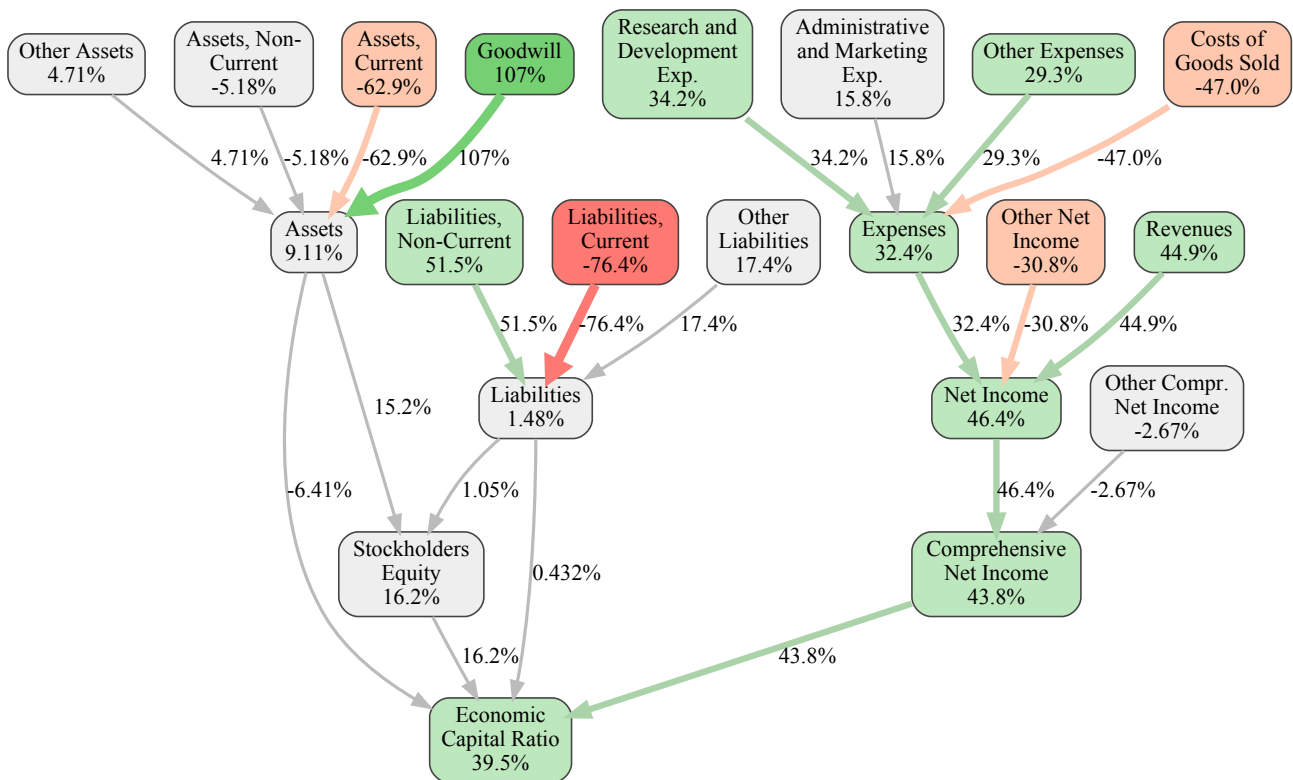 Other Assets
4.71%
Assets, Non-
Current
-5.18%
Assets,
Current
-62.9%
Goodwill
107%
Research and
Development
Exp.
34.2%
Administrative
and Marketing
Exp.
15.8%
Other Expenses
29.3%
Costs of
Goods Sold
-47.0%
4.71%
-5.18%
-62.9%
107%
34.2%
15.8%
29.3%
-47.0%
Assets
9.11%
Liabilities,
Non-Current
51.5%
Liabilities,
Current
-76.4%
Other
Liabilities
17.4%
Expenses
32.4%
Other Net
Income
-30.8%
Revenues
44.9%
51.5%
-76.4%
17.4%
32.4%
-30.8%
44.9%
15.2%
Liabilities
1.48%
Net Income
46.4%
Other Compr.
Net Income
-2.67%
-6.41%
1.05%
46.4%
-2.67%
Stockholders
Equity
16.2%
0.432%
Comprehensive
Net Income
43.8%
16.2%
43.8%
Economic
Capital Ratio
39.5%